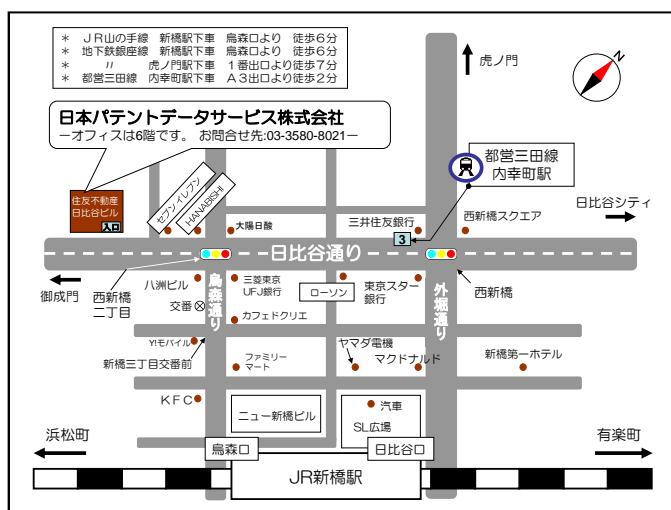 ＊ ＪＲ山の手線 新橋駅下車 烏森口より 徒歩６分
＊ 地下鉄銀座線 新橋駅下車 烏森口より 徒歩６分
＊ 〃 虎ノ門駅下車 １番出口より徒歩７分
＊ 都営三田線 内幸町駅下車 Ａ３出口より徒歩２分
虎ノ門
N
日本パテントデータサービス株式会社
－オフィスは6階です。 お問合せ先:03-3580-8021－
都営三田線
内幸町駅
住友不動産
日比谷ビル
入口
セブンイレブン
HANABISHI
大陽日酸
三井住友銀行
3
西新橋スクエア
日比谷シティ
日比谷通り
御成門
西新橋
二丁目
八洲ビル
交番
烏森通り
三菱東京
UFJ銀行
カフェドクリエ
ローソン
東京スター
銀行
外堀通り
西新橋
Y!モバイル
新橋三丁目交番前
ファミリー
マート
ヤマダ電機
マクドナルド
新橋第一ホテル
ＫＦＣ
ニュー新橋ビル
汽車
SL広場
浜松町
烏森口
日比谷口
有楽町
JR新橋駅